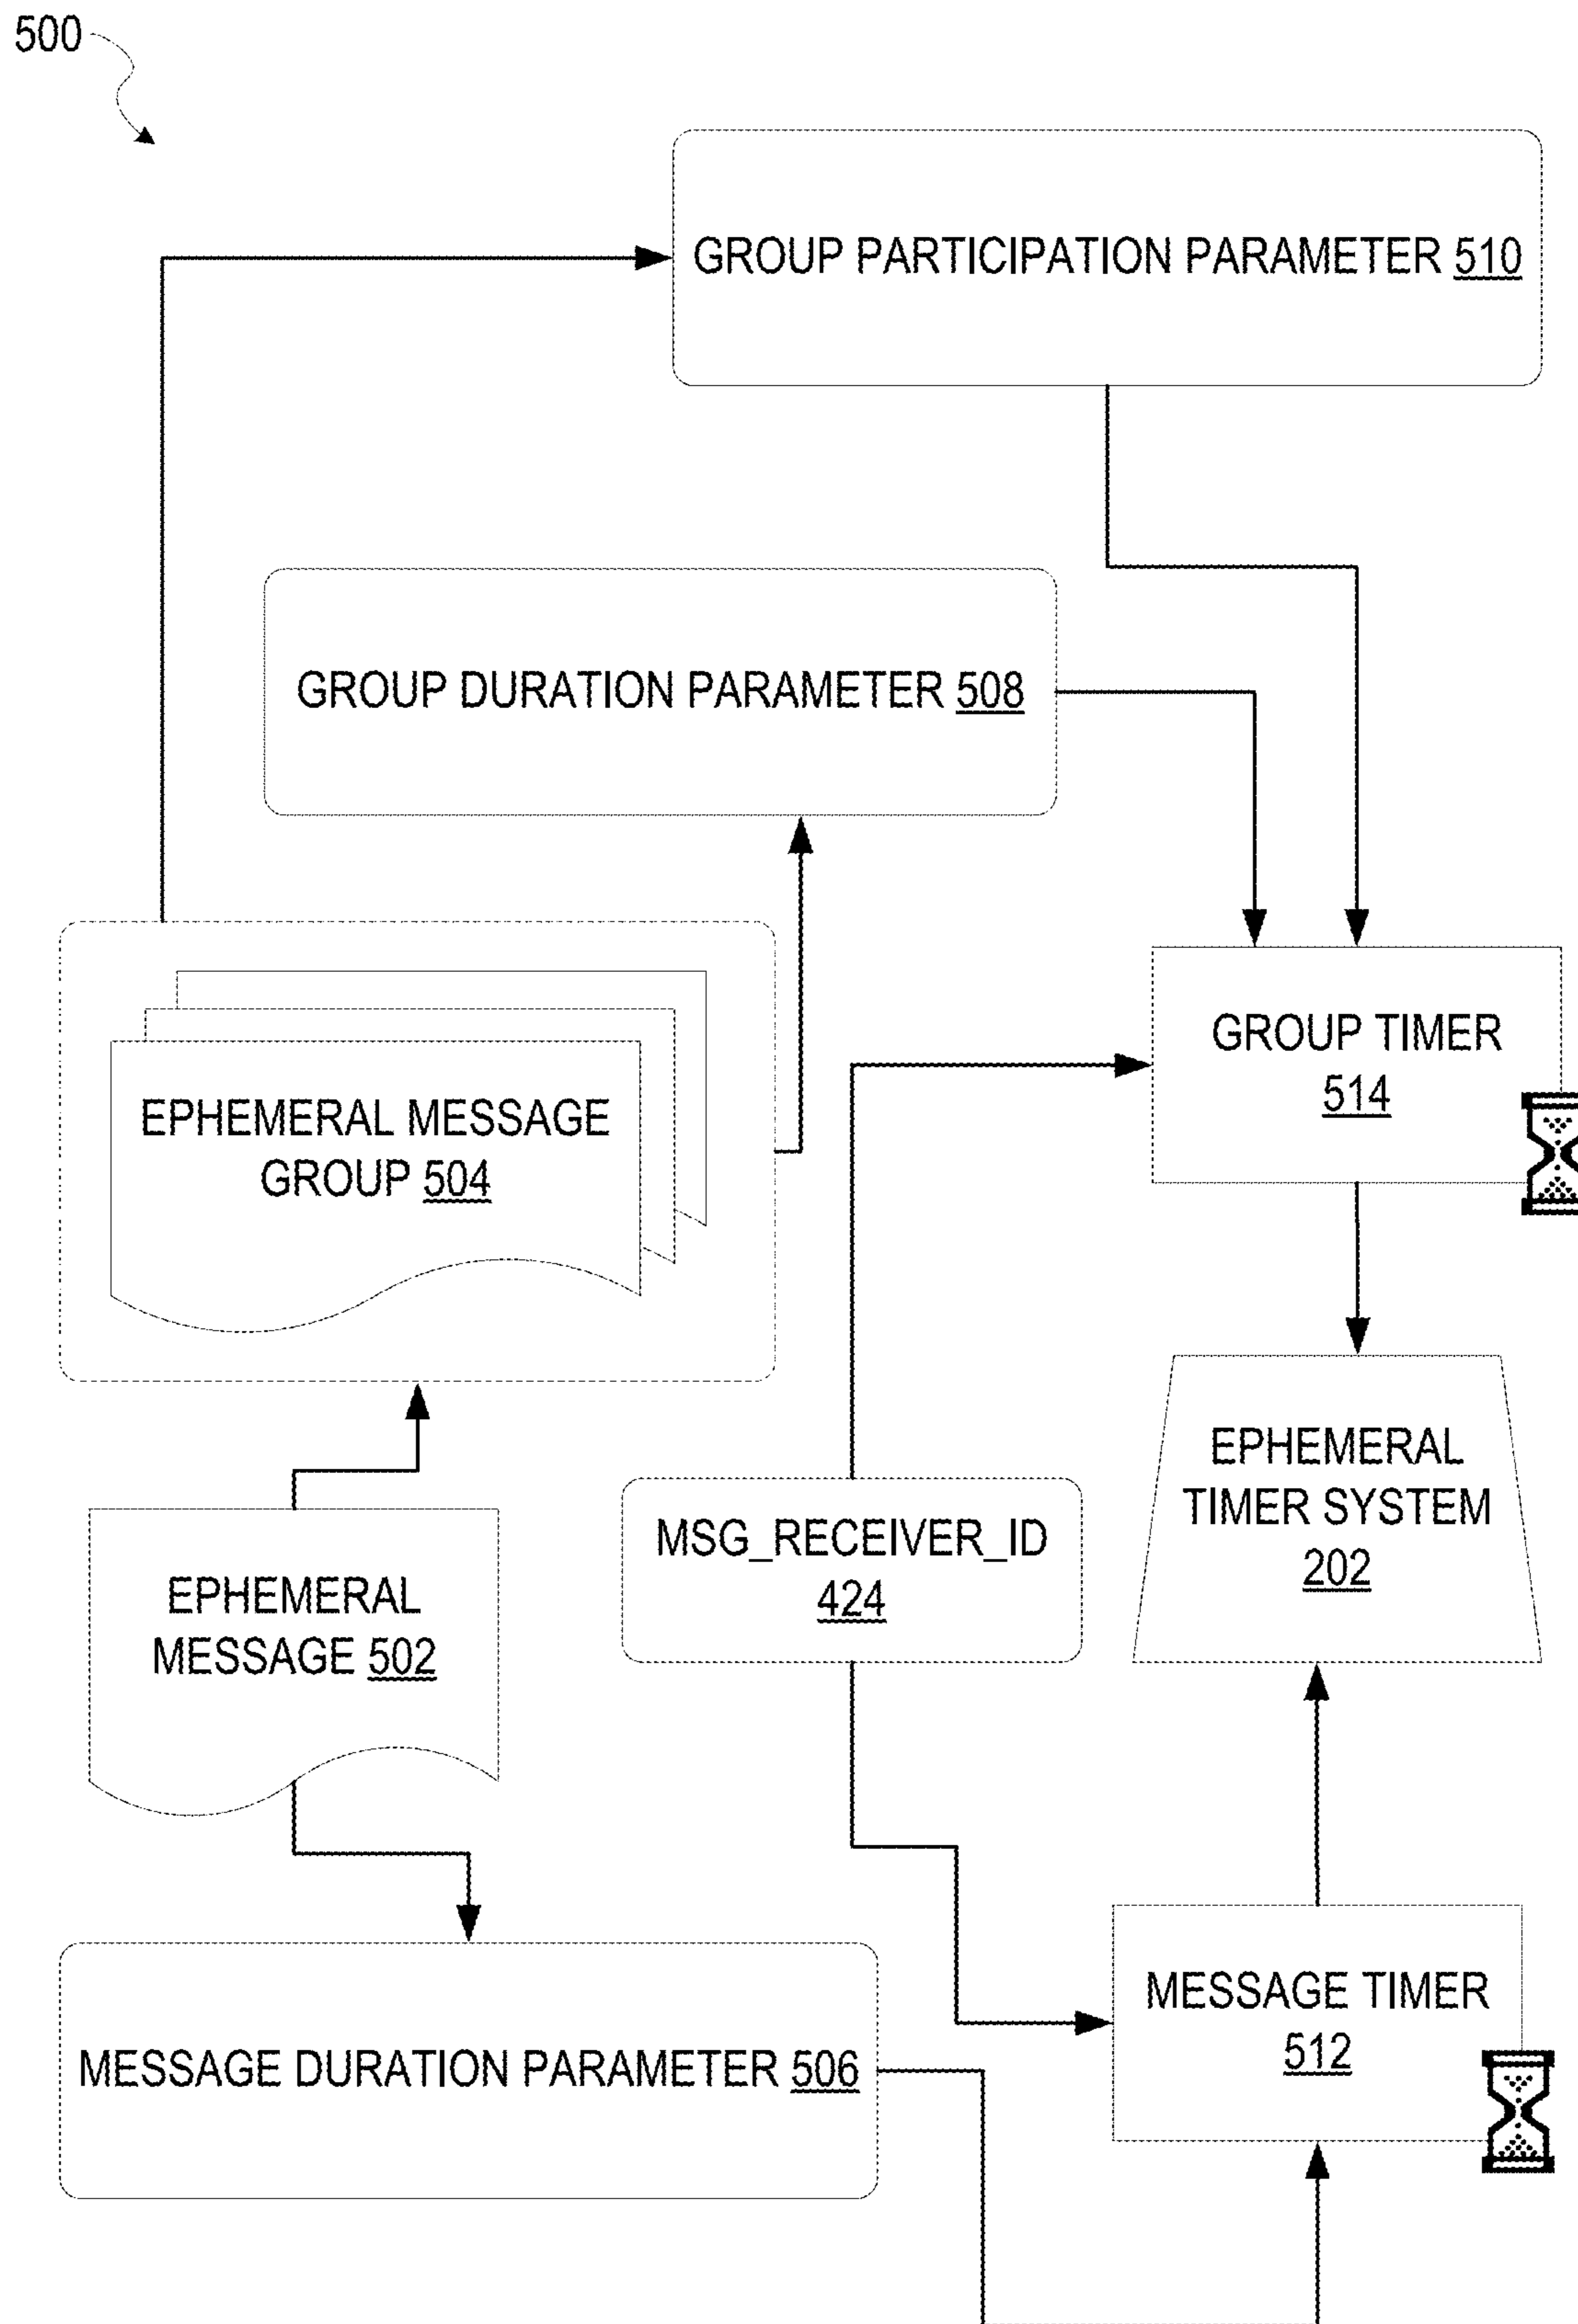 500
GROUP PARTICIPATION PARAMETER 510
GROUP DURATION PARAMETER 508
EPHEMERAL MESSAGE
GROUP 504
GROUP TIMER
514
EPHEMERAL
TIMER SYSTEM
202
MSG_RECEIVER_ID
424
EPHEMERAL
MESSAGE 502
MESSAGE TIMER
512
MESSAGE DURATION PARAMETER 506